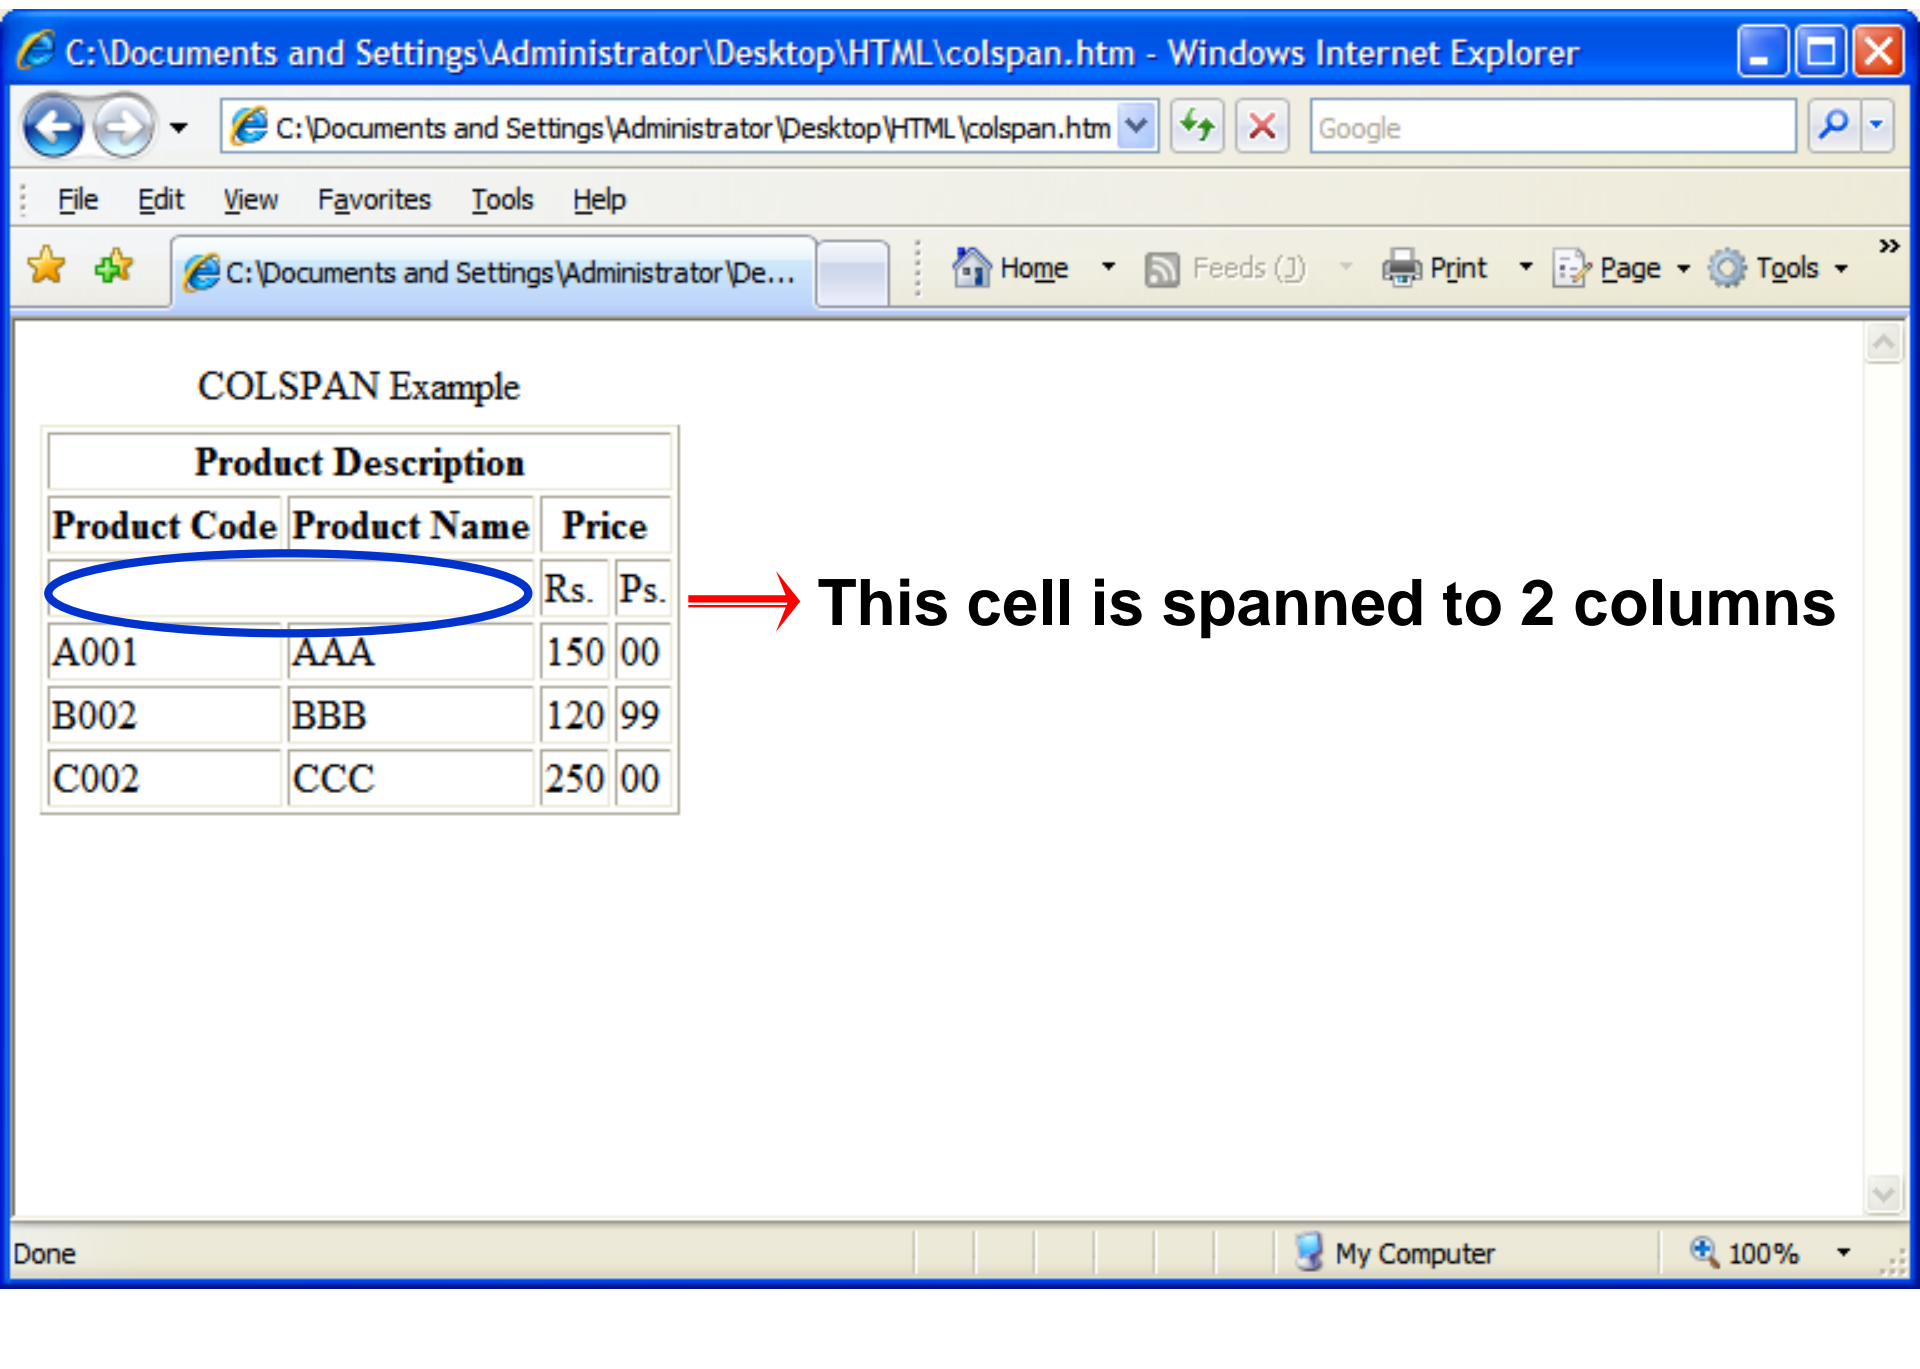 C:\Documents and Settings\Administrator\Desktop\HTML\colspan.htm - Windows Internet Explorer
C:\Documents and Settings\Administrator\Desktop\HTML\colspan.htm Google
File Edit View Favorites Tools Help
C:\Documents and Settings\Administrator\De... Home Feeds (J) Print Page Tools »
COLSPAN Example
Product Description
Product Code Product Name Price
Rs. Ps. This cell is spanned to 2 columns
A001 AAA 150 00
B002 BBB 120 99
C002 CCC 250 00
Done My Computer 100%